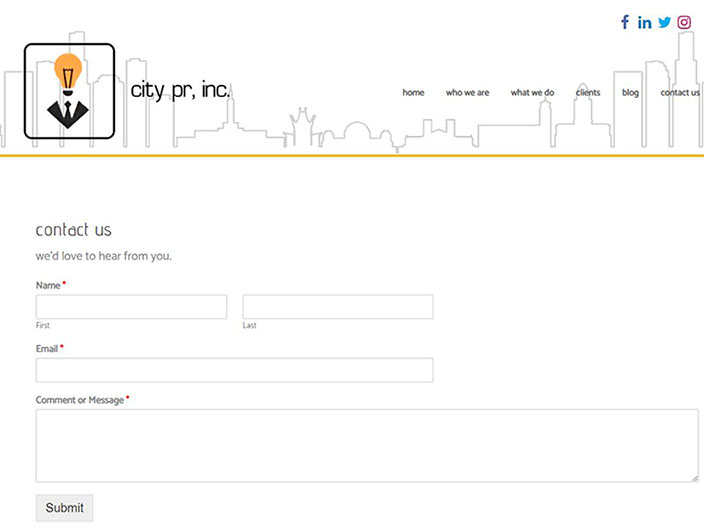 city pr, inc.
home who we are what we do clients blog contact us
contact us
we'd love to hear from you.
Name *
First Last
Email *
Comment or Message *
Submit